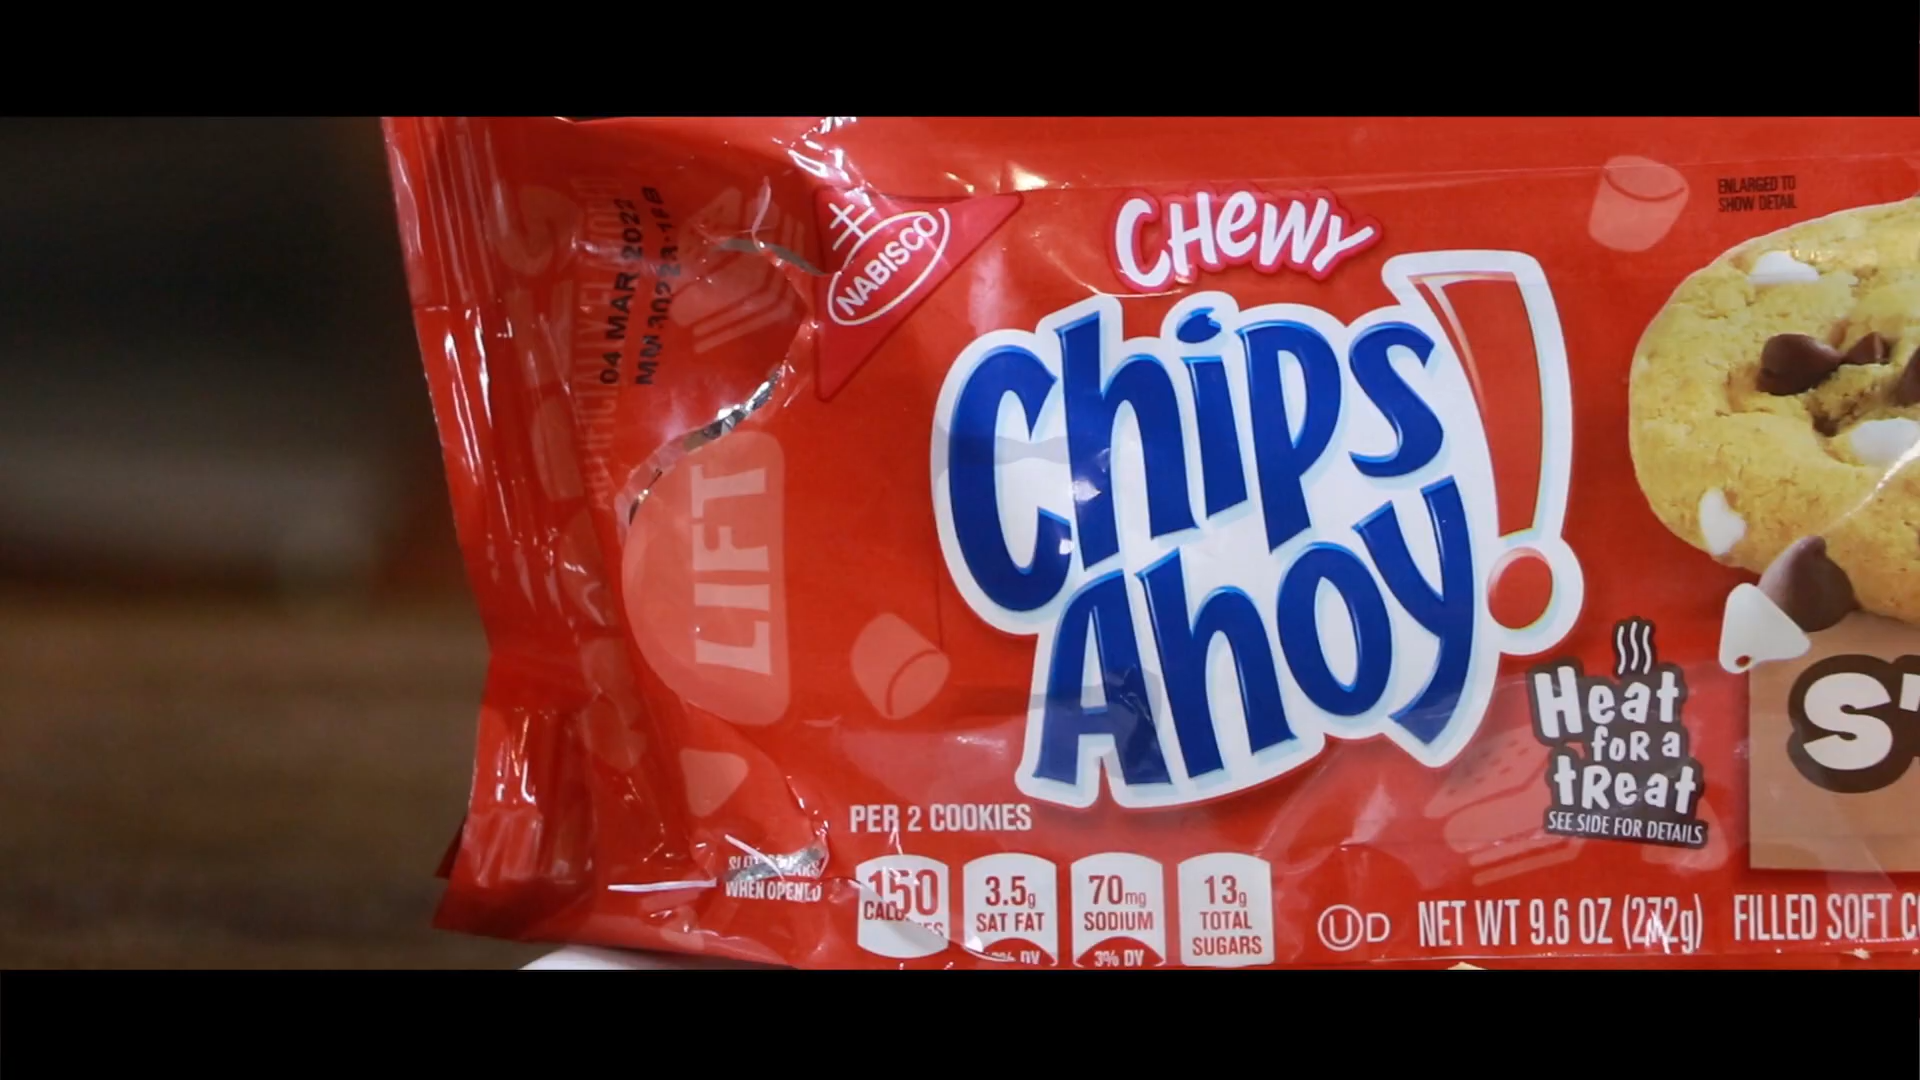 04 MAR 2022
NABISCO
CHEWY
Chips
Ahoy!
ENLARGED TO
SHOW DETAIL
LIFT
Heat
foR a
tReat
SEE SIDE FOR DETAILS
PER 2 COOKIES
WHEN OPENED
150
3.5g
SAT FAT
70mg
SODIUM
3% DV
13g
TOTAL
SUGARS
UD
NET WT 9.6 OZ (272g)
FILLED SOFT